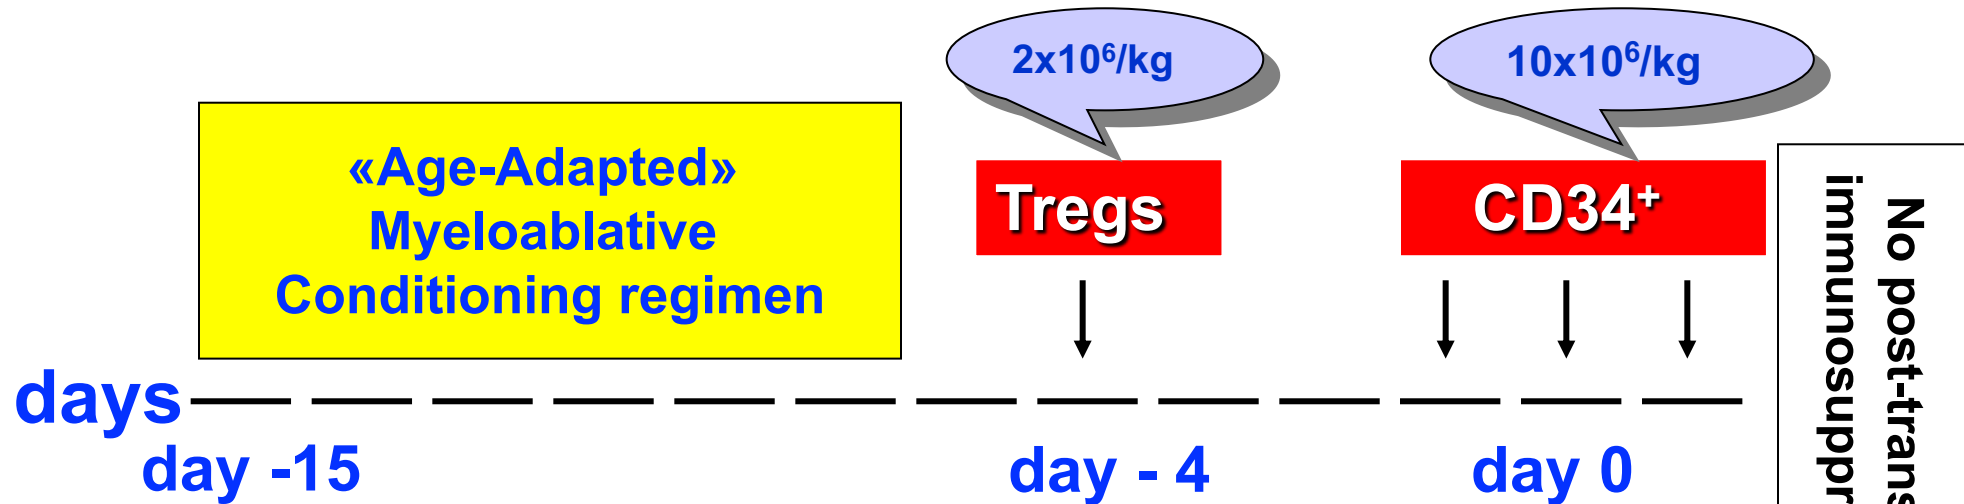 2x10⁶/kg
10x10⁶/kg
«Age-Adapted»
Myeloablative
Conditioning regimen
Tregs
CD34⁺
days
day -15
day - 4
day 0
No post-trans
immunosuppr